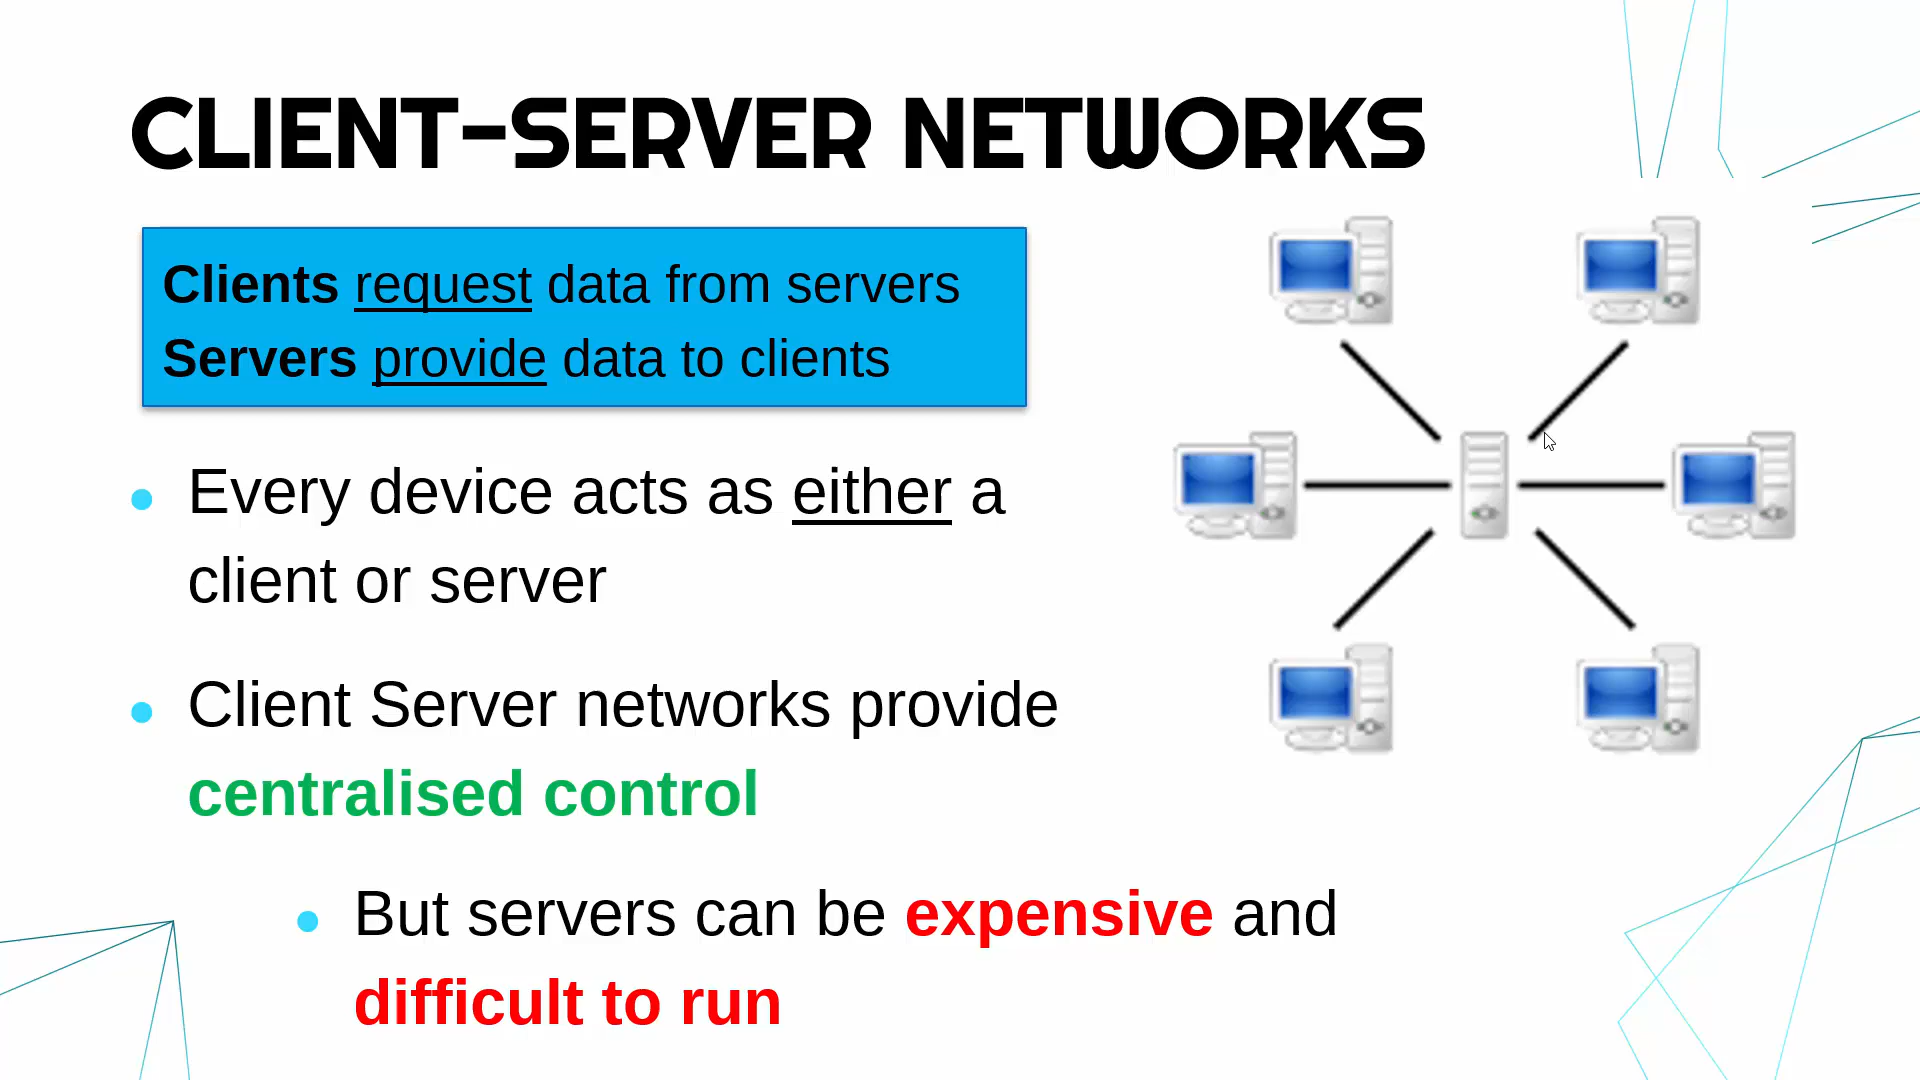 CLIENT-SERVER NETWORKS
Clients request data from servers
Servers provide data to clients
Every device acts as either a
client or server
Client Server networks provide
centralised control
But servers can be expensive and
difficult to run